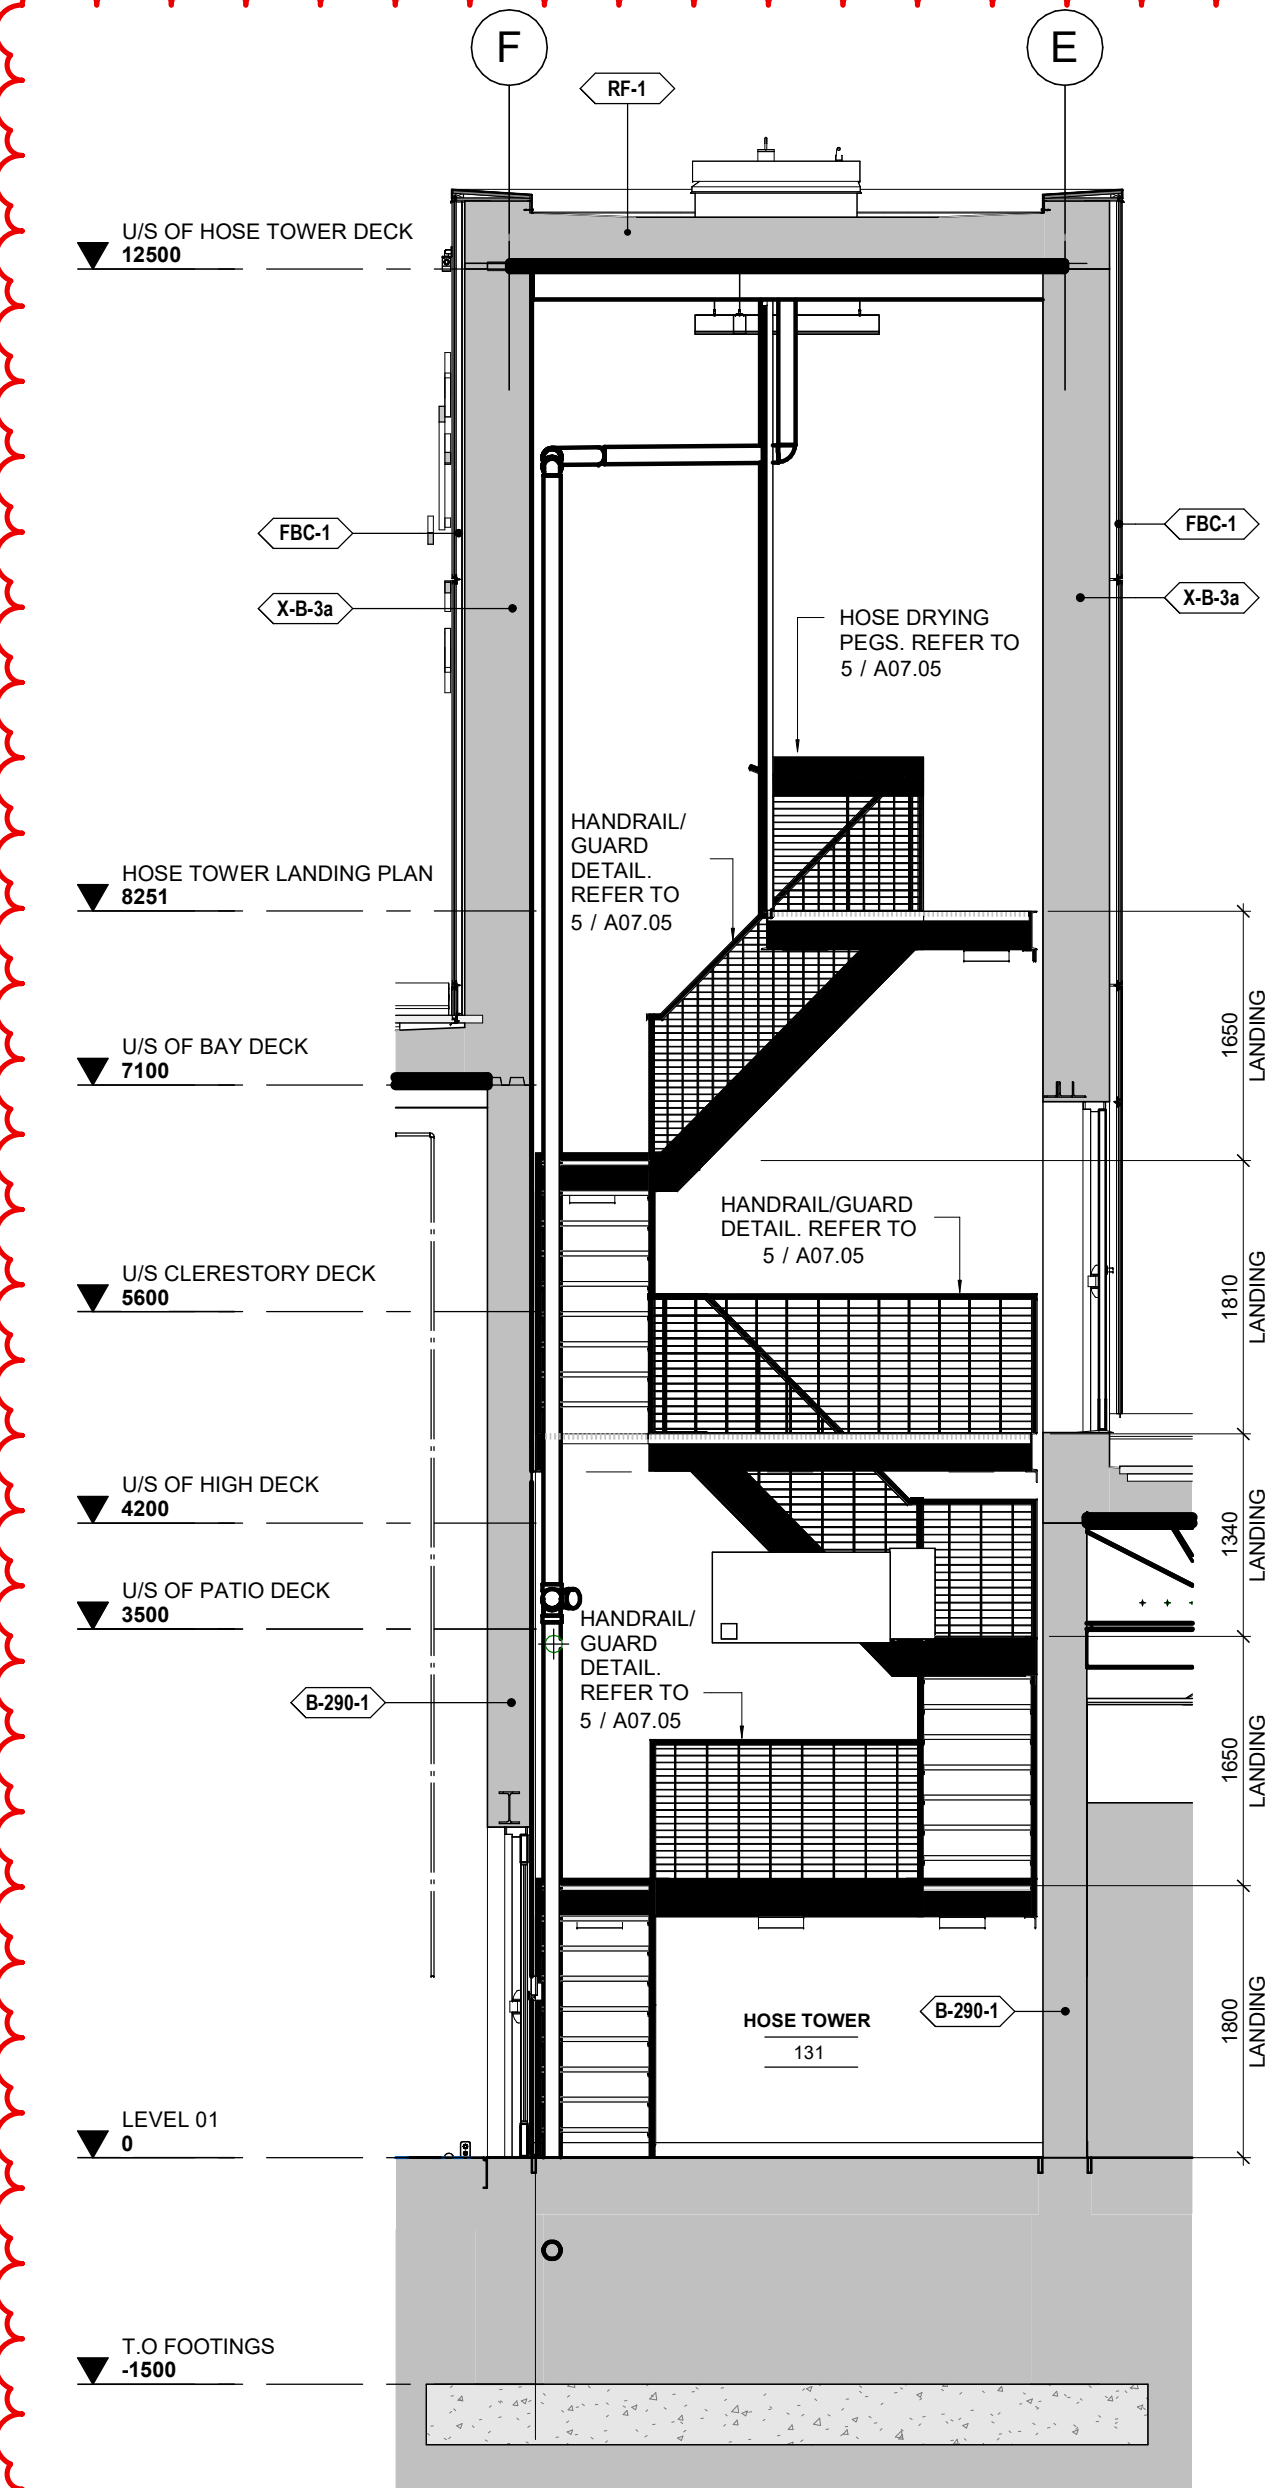 F
E
RF-1
U/S OF HOSE TOWER DECK
12500
FBC-1
FBC-1
X-B-3a
X-B-3a
HOSE DRYING
PEGS. REFER TO
5 / A07.05
HANDRAIL/
GUARD
DETAIL.
REFER TO
5 / A07.05
HOSE TOWER LANDING PLAN
8251
1650
LANDING
U/S OF BAY DECK
7100
HANDRAIL/GUARD
DETAIL. REFER TO
5 / A07.05
U/S CLERESTORY DECK
5600
1810
LANDING
U/S OF HIGH DECK
4200
1340
LANDING
U/S OF PATIO DECK
3500
HANDRAIL/
GUARD
DETAIL.
REFER TO
5 / A07.05
B-290-1
1650
LANDING
HOSE TOWER
131
B-290-1
1800
LANDING
LEVEL 01
0
T.O FOOTINGS
-1500